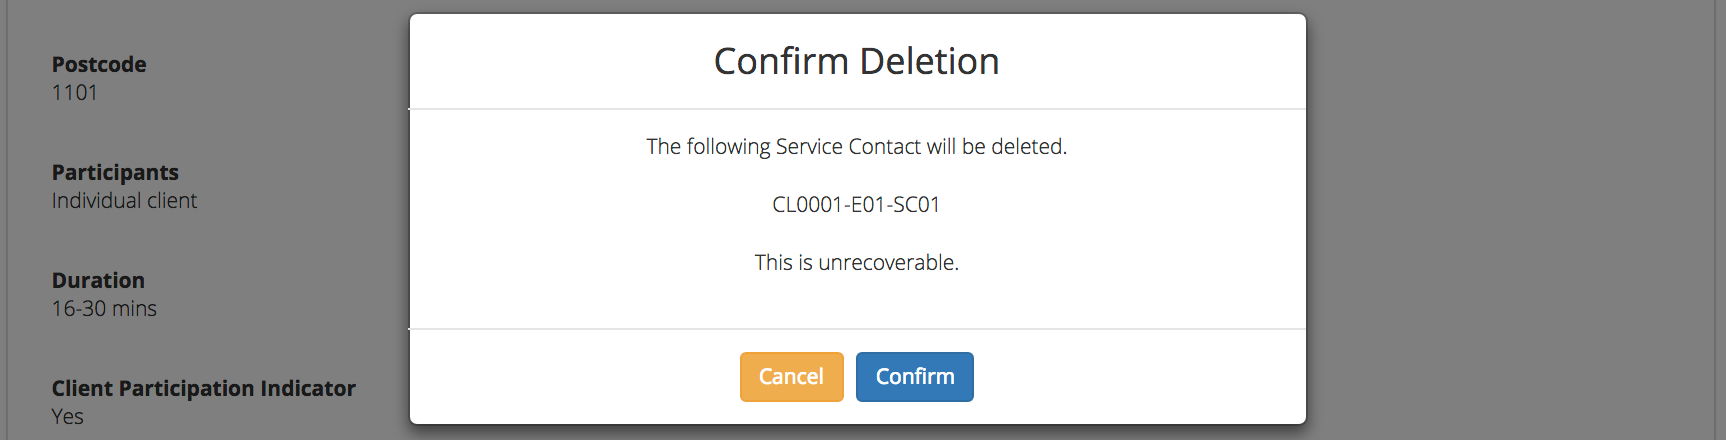 Postcode
1101
Participants
Individual client
Duration
16-30 mins
Client Participation Indicator
Yes
Confirm Deletion
The following Service Contact will be deleted.
CL0001-E01-SC01
This is unrecoverable.
Cancel
Confirm